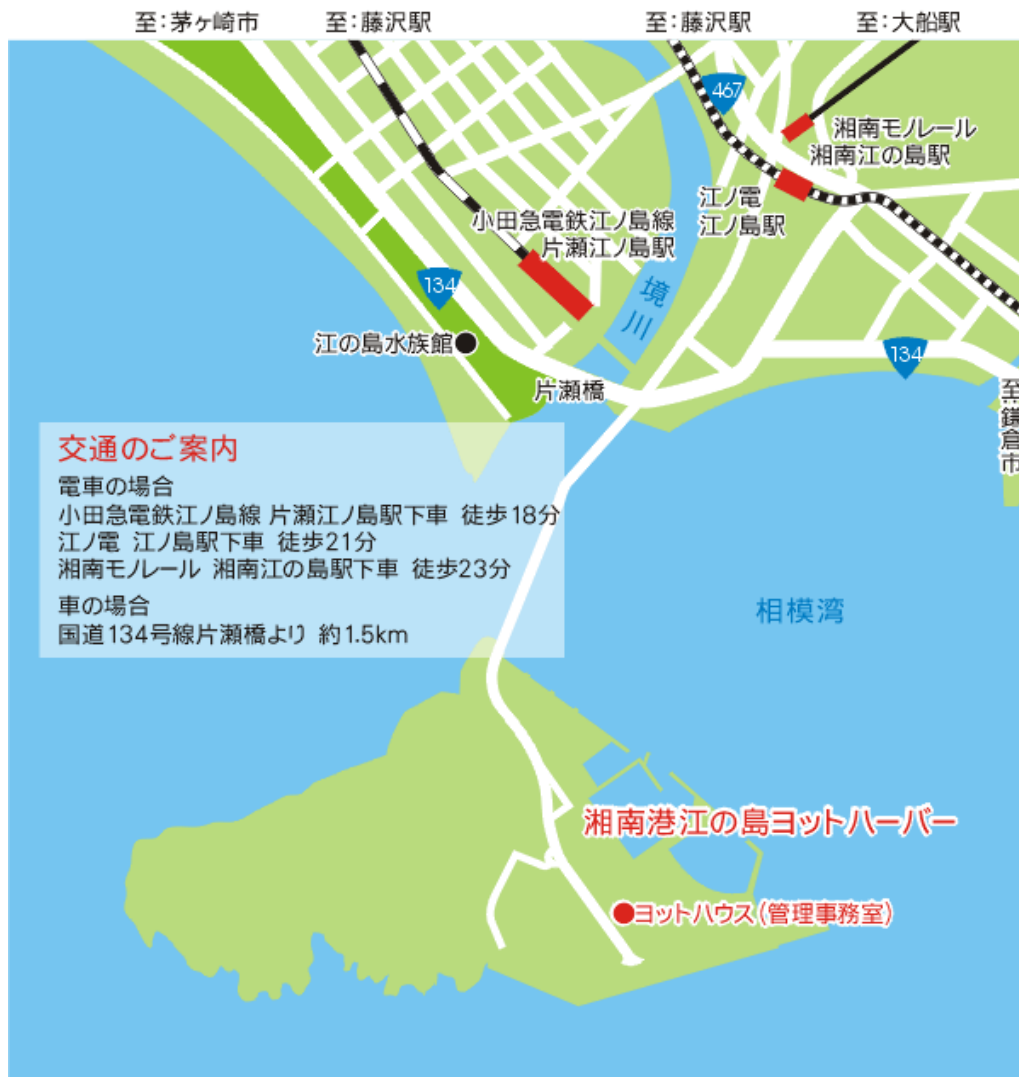 至:茅ヶ崎市
至:藤沢駅
至:藤沢駅
至:大船駅
467
湘南モノレール
湘南江の島駅
江ノ電
江ノ島駅
小田急電鉄江ノ島線
片瀬江ノ島駅
境川
134
江の島水族館
134
片瀬橋
至:鎌倉市
交通のご案内
電車の場合
小田急電鉄江ノ島線 片瀬江ノ島駅下車 徒歩18分
江ノ電 江ノ島駅下車 徒歩21分
湘南モノレール 湘南江の島駅下車 徒歩23分
車の場合
国道134号線片瀬橋より 約1.5km
相模湾
湘南港江の島ヨットハーバー
ヨットハウス(管理事務室)